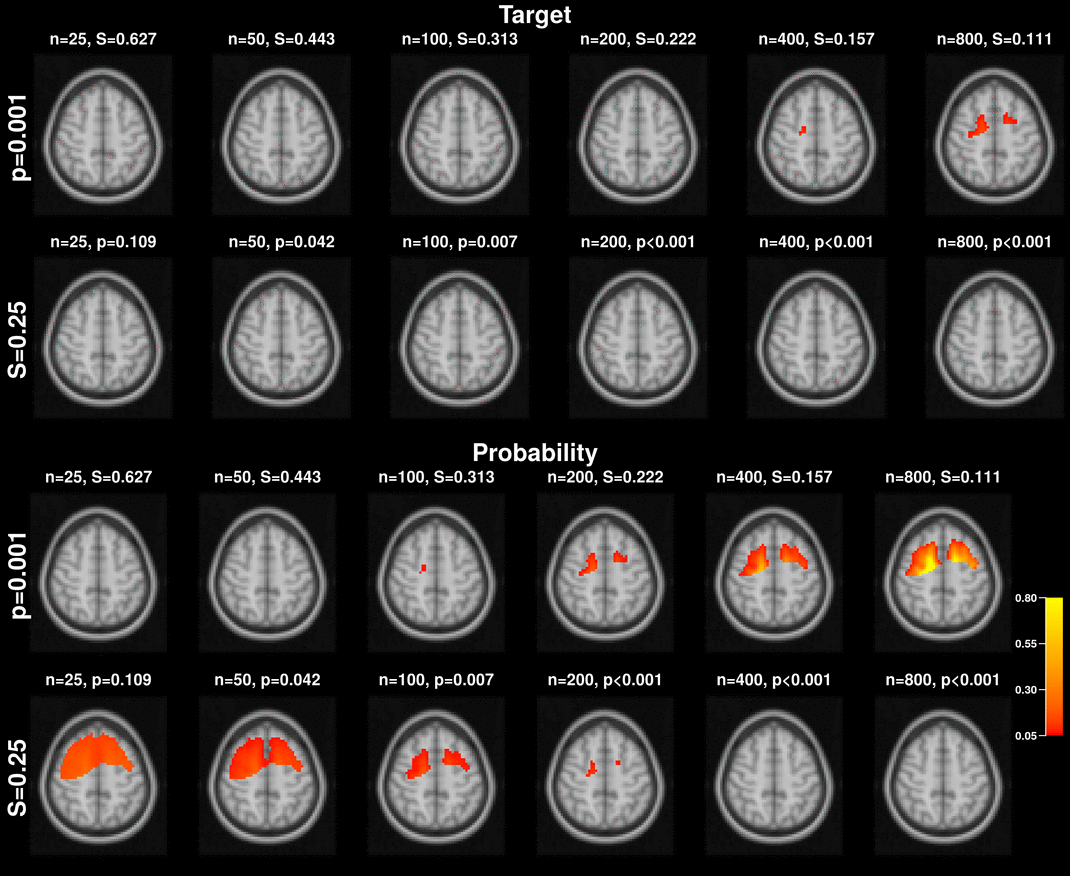 Target
n=25, S=0.627 n=50, S=0.443 n=100, S=0.313 n=200, S=0.222 n=400, S=0.157 n=800, S=0.111
p=0.001
n=25, p=0.109 n=50, p=0.042 n=100, p=0.007 n=200, p<0.001 n=400, p<0.001 n=800, p<0.001
S=0.25
Probability
n=25, S=0.627 n=50, S=0.443 n=100, S=0.313 n=200, S=0.222 n=400, S=0.157 n=800, S=0.111
p=0.001
n=25, p=0.109 n=50, p=0.042 n=100, p=0.007 n=200, p<0.001 n=400, p<0.001 n=800, p<0.001
S=0.25
0.80
0.55
0.30
0.05